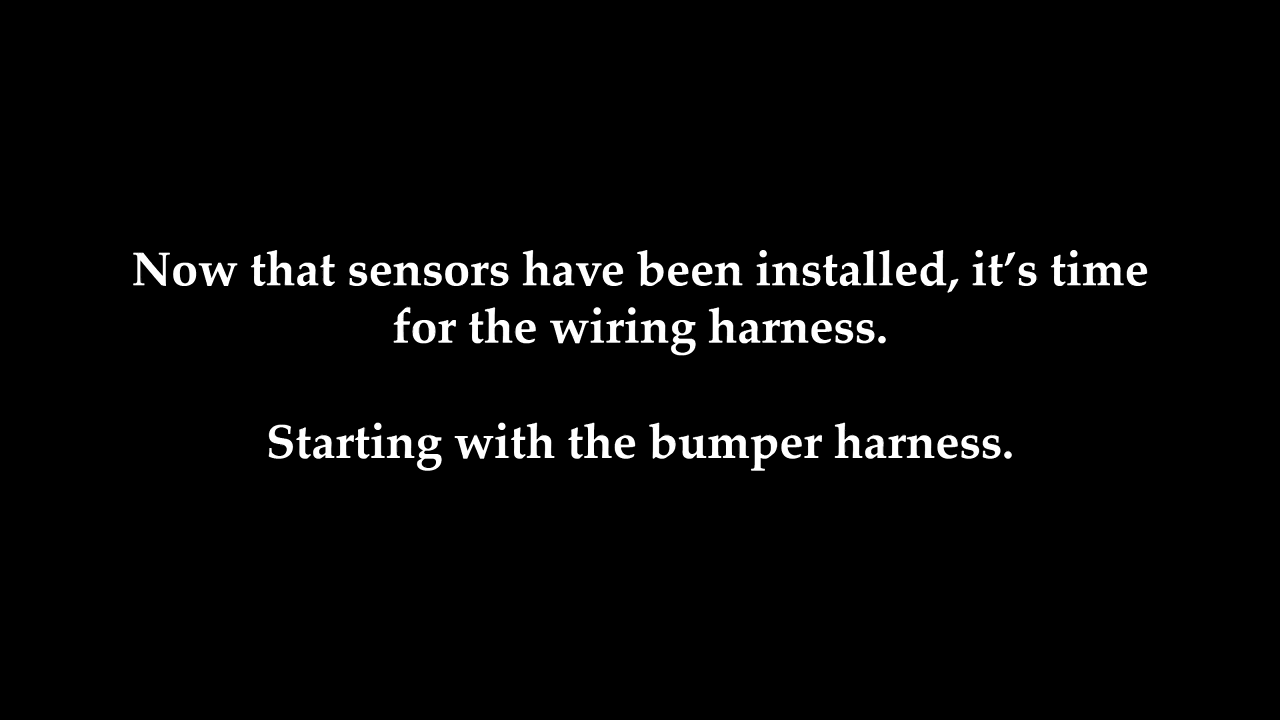 Now that sensors have been installed, it’s time
for the wiring harness.
Starting with the bumper harness.